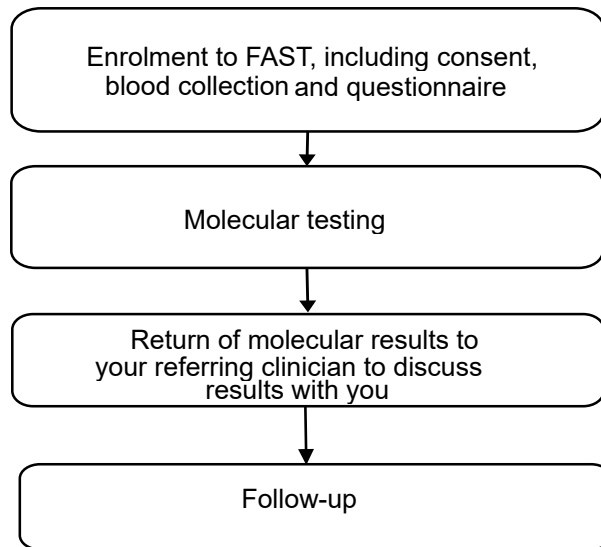 Enrolment to FAST, including consent,
blood collection and questionnaire
Molecular testing
Return of molecular results to
your referring clinician to discuss
results with you
Follow-up